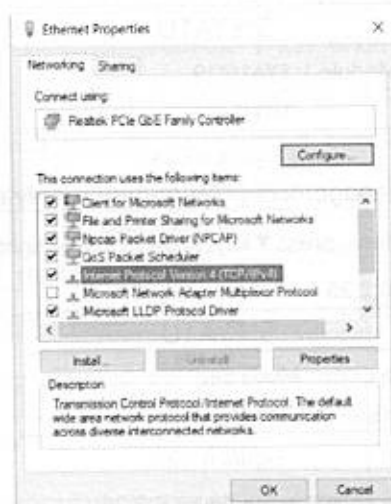 Ethernet Properties
Networking Sharing
Connect using:
Realtek PCIe GbE Family Controller
Configure...
This connection uses the following items:
Client for Microsoft Networks
File and Printer Sharing for Microsoft Networks
Npcap Packet Driver (NPCAP)
QoS Packet Scheduler
Internet Protocol Version 4 (TCP/IPv4)
Microsoft Network Adapter Multiplexor Protocol
Microsoft LLDP Protocol Driver
Install...
Uninstall
Properties
Description
Transmission Control Protocol/Internet Protocol. The default
wide area network protocol that provides communication
across diverse interconnected networks.
OK
Cancel